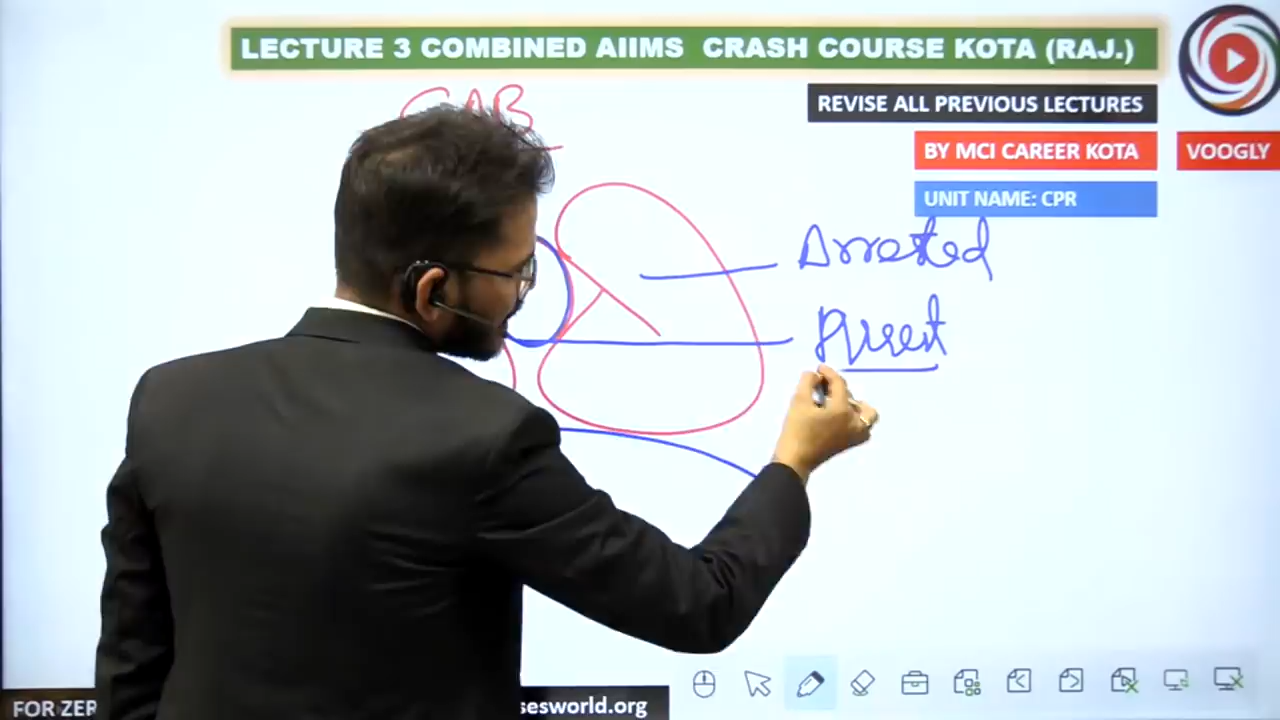 LECTURE 3 COMBINED AIIMS CRASH COURSE KOTA (RAJ.)
CAB
REVISE ALL PREVIOUS LECTURES
BY MCI CAREER KOTA
VOOGLY
UNIT NAME: CPR
Arrested
FOR ZER
sesworld.org